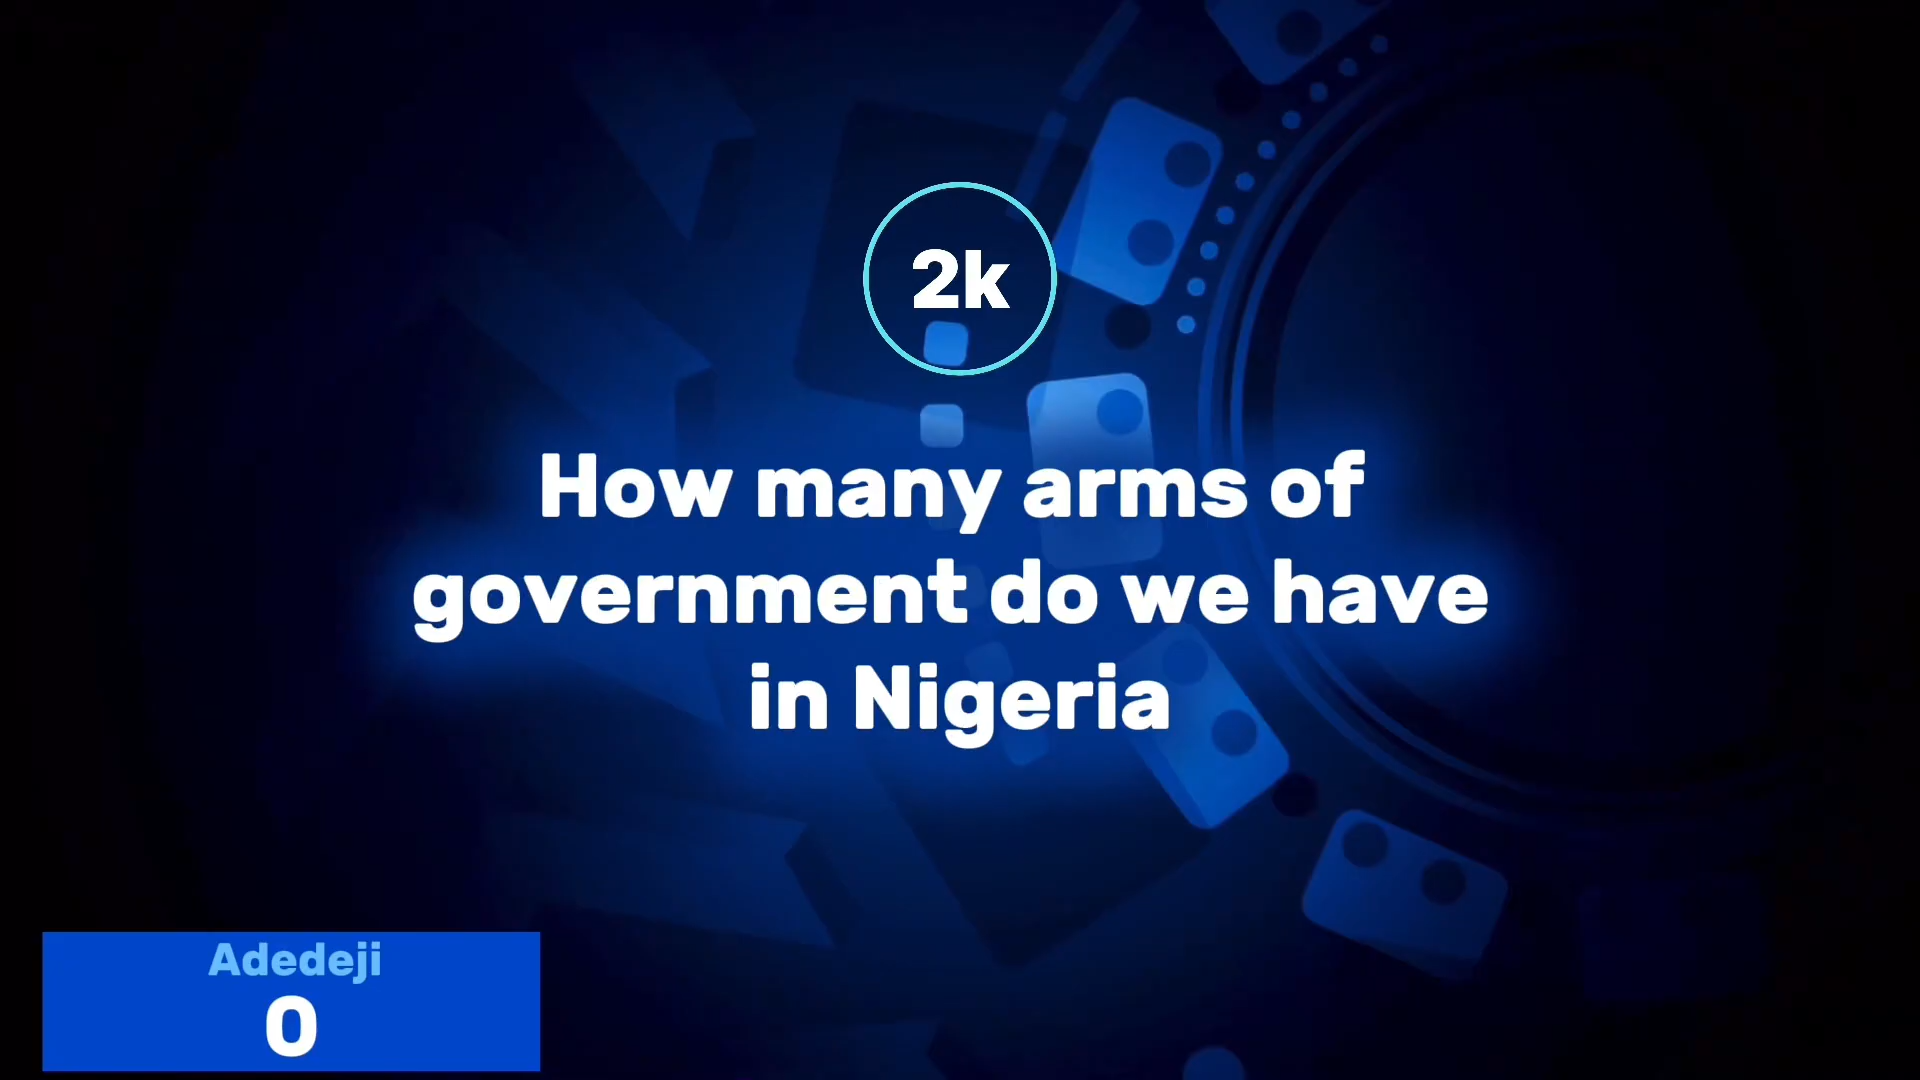 2k
How many arms of
government do we have
in Nigeria
Adedeji
0